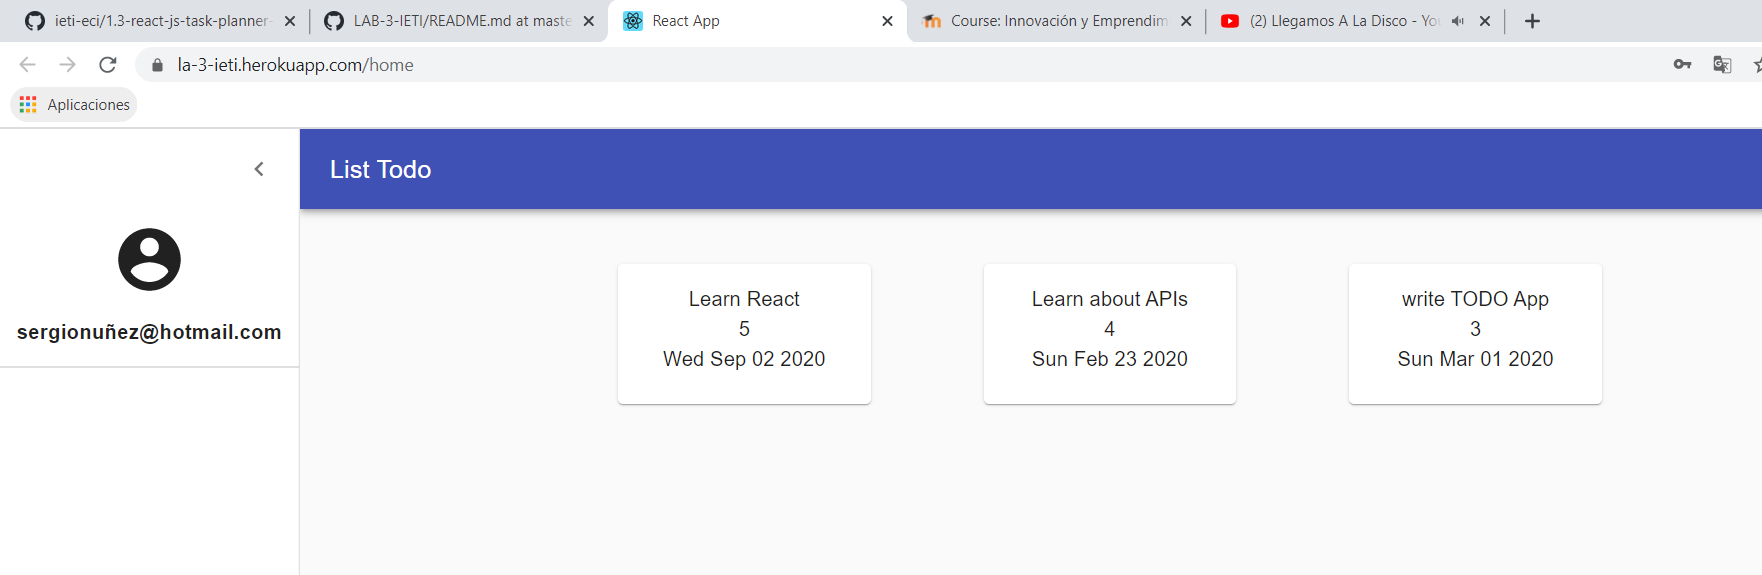 ieti-eci/1.3-react-js-task-planner-
LAB-3-IETI/README.md at maste
React App
Course: Innovación y Emprendim
(2) Llegamos A La Disco - You
la-3-ieti.herokuapp.com/home
Aplicaciones
List Todo
sergionuñez@hotmail.com
Learn React
5
Wed Sep 02 2020
Learn about APIs
4
Sun Feb 23 2020
write TODO App
3
Sun Mar 01 2020